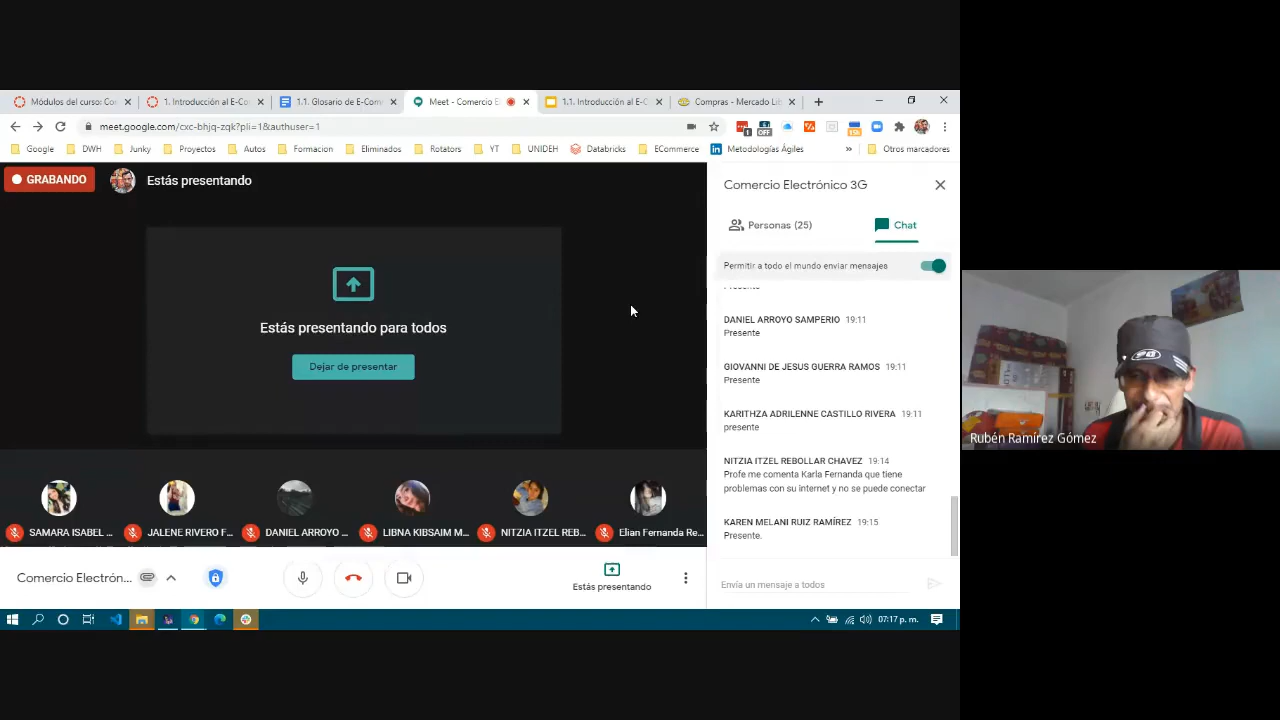 Módulos del curso: Co
1. Introducción al E-Co
1.1. Glosario de E-Com
Meet - Comercio E
1.1. Introducción al E-C
Compras - Mercado Lib
meet.google.com/cxc-bhjq-zqk?pli=1&authuser=1
Google
DWH
Junky
Proyectos
Autos
Formacion
Eliminados
Rotators
YT
UNIDEH
Databricks
ECommerce
Metodologías Ágiles
»
Otros marcadores
GRABANDO
Estás presentando
Comercio Electrónico 3G
Personas (25)
Chat
Permitir a todo el mundo enviar mensajes
Estás presentando para todos
Dejar de presentar
DANIEL ARROYO SAMPERIO 19:11
Presente
GIOVANNI DE JESUS GUERRA RAMOS 19:11
Presente
KARITHZA ADRILENNE CASTILLO RIVERA 19:11
presente
NITZIA ITZEL REBOLLAR CHAVEZ 19:14
Profe me comenta Karla Fernanda que tiene
problemas con su internet y no se puede conectar
KAREN MELANI RUIZ RAMÍREZ 19:15
Presente.
Envía un mensaje a todos
SAMARA ISABEL ...
JALENE RIVERO F...
DANIEL ARROYO ...
LIBNA KIBSAIM M...
NITZIA ITZEL REB...
Elian Fernanda Re...
Comercio Electrón...
Estás presentando
07:17 p. m.
Rubén Ramírez Gómez